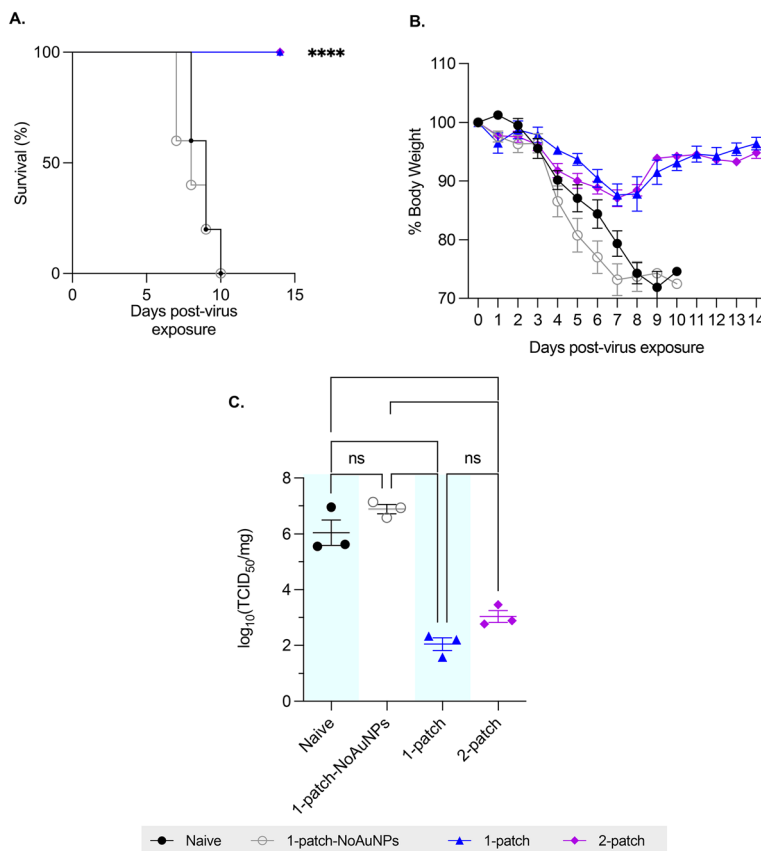 A.
****
100
50
0
Survival (%)
0 5 10 15
Days post-virus
exposure
B.
110
100
90
80
70
% Body Weight
0 1 2 3 4 5 6 7 8 9 10 11 12 13 14
Days post-virus exposure
C.
ns ns
8
6
4
2
0
log10(TCID50/mg)
Naive
1-patch-NoAuNPs
1-patch
2-patch
Naive 1-patch-NoAuNPs 1-patch 2-patch